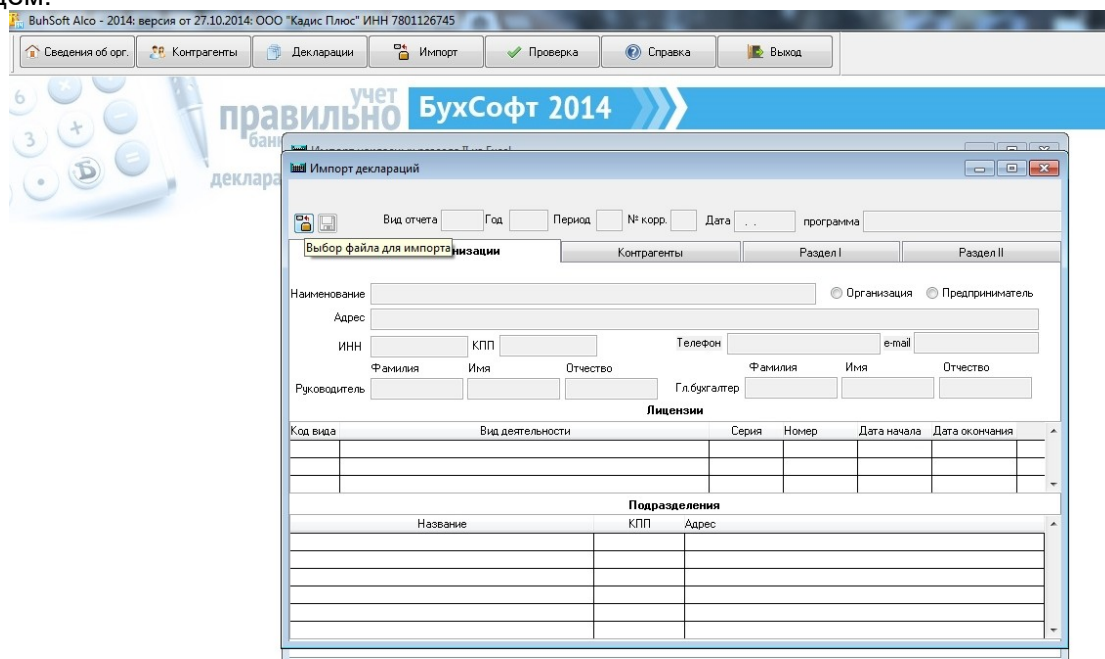 BuhSoft Alco - 2014: версия от 27.10.2014: ООО "Кадис Плюс" ИНН 7801126745
Сведения об орг. Контрагенты Декларации Импорт Проверка Справка Выход
учет
правильно БухСофт 2014
банк
деклара
Импорт деклараций
Вид отчета Год Период № корр. Дата . . программа
Выбор файла для импорта низации Контрагенты Раздел I Раздел II
Наименование Организация Предприниматель
Адрес
ИНН КПП Телефон e-mail
Фамилия Имя Отчество Фамилия Имя Отчество
Руководитель Гл.бухгалтер
Лицензии
Код вида Вид деятельности Серия Номер Дата начала Дата окончания
Подразделения
Название КПП Адрес